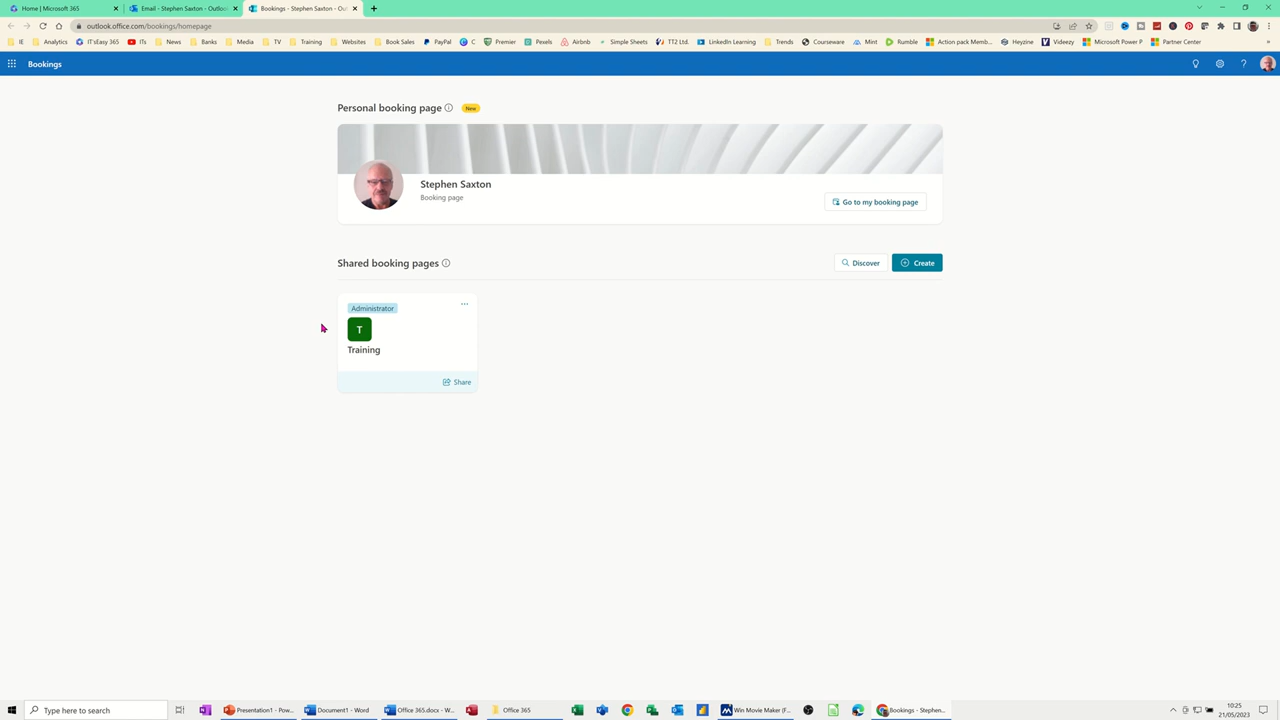 Home | Microsoft 365
Email - Stephen Saxton - Outloo
Bookings - Stephen Saxton - Out
outlook.office.com/bookings/homepage
IE
Analytics
IT'sEasy 365
ITs
News
Banks
Media
TV
Training
Websites
Book Sales
PayPal
C
Premier
Pexels
Airbnb
Simple Sheets
TT2 Ltd.
LinkedIn Learning
Trends
Courseware
Mint
Rumble
Action pack Memb...
Heyzine
Videezy
Microsoft Power P
Partner Center
»
Bookings
Personal booking page
New
Stephen Saxton
Booking page
Go to my booking page
Shared booking pages
Discover
Create
Administrator
T
Training
Share
Type here to search
Presentation1 - Pow...
Document1 - Word
Office 365.docx - W...
Office 365
Win Movie Maker (F...
Bookings - Stephen...
10:25
21/05/2023